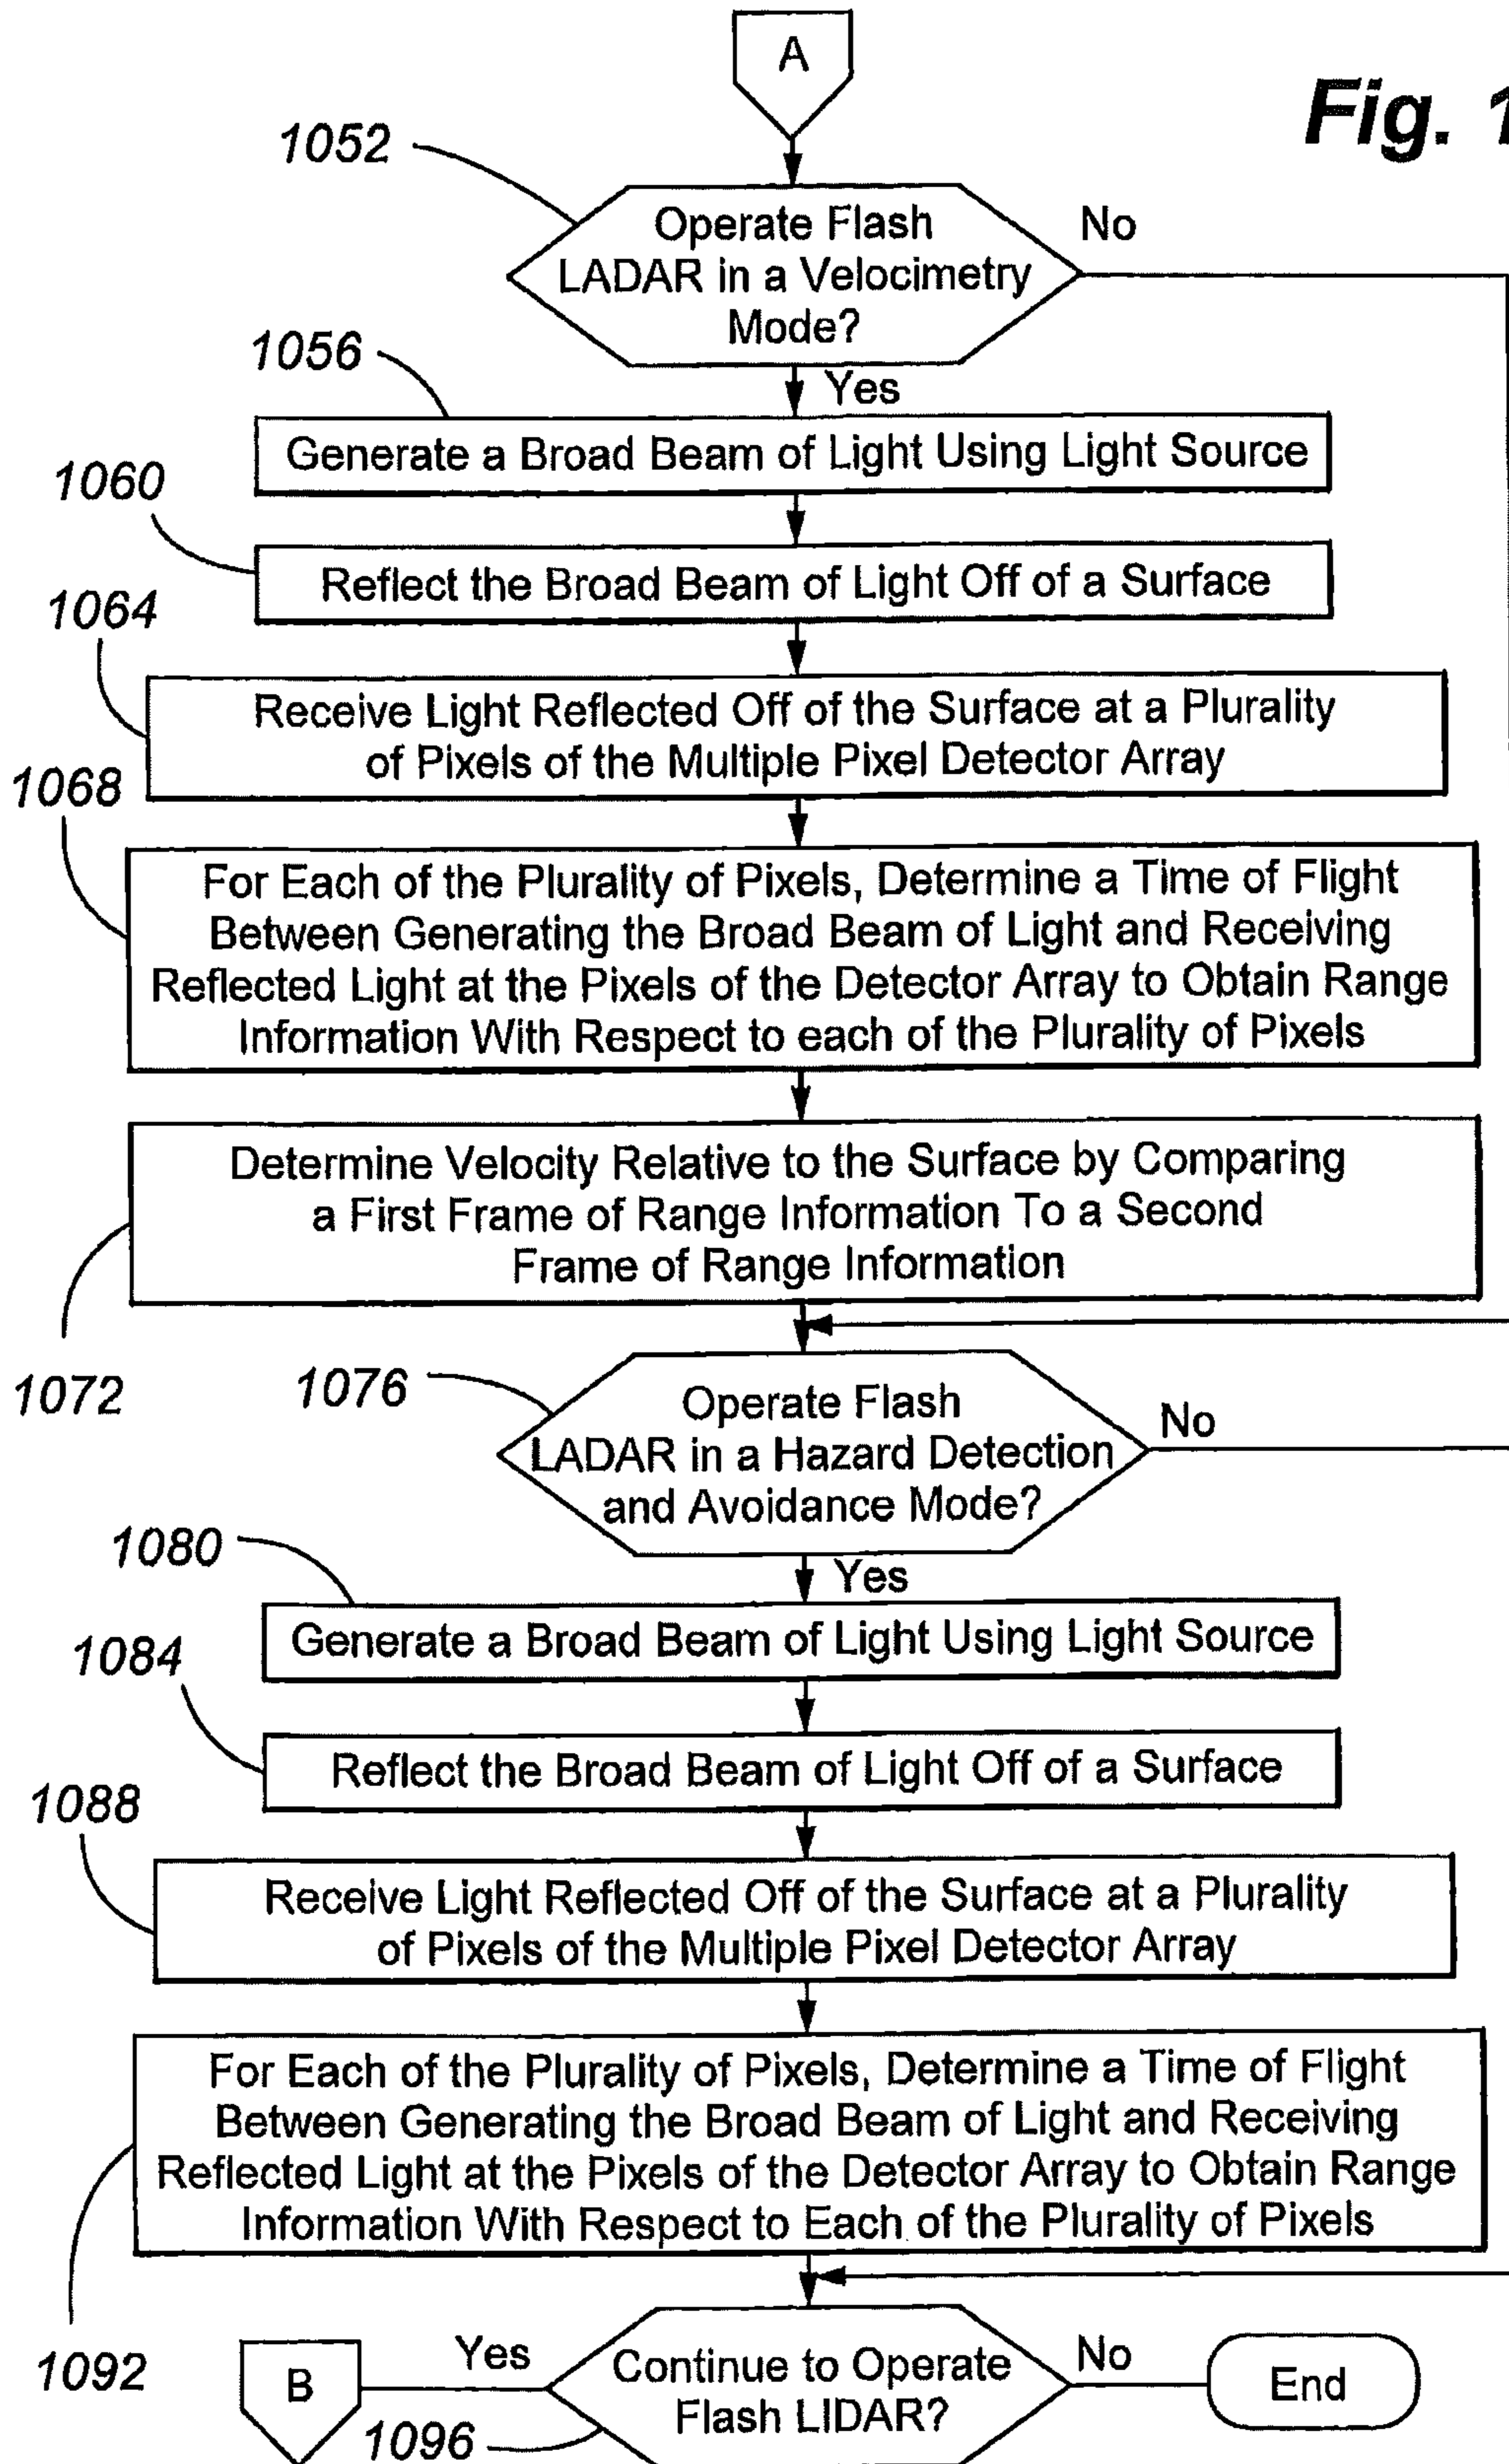 A
Fig. 1
1052
Operate Flash
LADAR in a Velocimetry
Mode?
No
Yes
1056
Generate a Broad Beam of Light Using Light Source
1060
Reflect the Broad Beam of Light Off of a Surface
1064
Receive Light Reflected Off of the Surface at a Plurality
of Pixels of the Multiple Pixel Detector Array
1068
For Each of the Plurality of Pixels, Determine a Time of Flight
Between Generating the Broad Beam of Light and Receiving
Reflected Light at the Pixels of the Detector Array to Obtain Range
Information With Respect to each of the Plurality of Pixels
Determine Velocity Relative to the Surface by Comparing
a First Frame of Range Information To a Second
Frame of Range Information
1072
1076
Operate Flash
LADAR in a Hazard Detection
and Avoidance Mode?
No
Yes
1080
Generate a Broad Beam of Light Using Light Source
1084
Reflect the Broad Beam of Light Off of a Surface
1088
Receive Light Reflected Off of the Surface at a Plurality
of Pixels of the Multiple Pixel Detector Array
For Each of the Plurality of Pixels, Determine a Time of Flight
Between Generating the Broad Beam of Light and Receiving
Reflected Light at the Pixels of the Detector Array to Obtain Range
Information With Respect to Each of the Plurality of Pixels
1092
B
Yes
Continue to Operate
Flash LIDAR?
No
End
1096